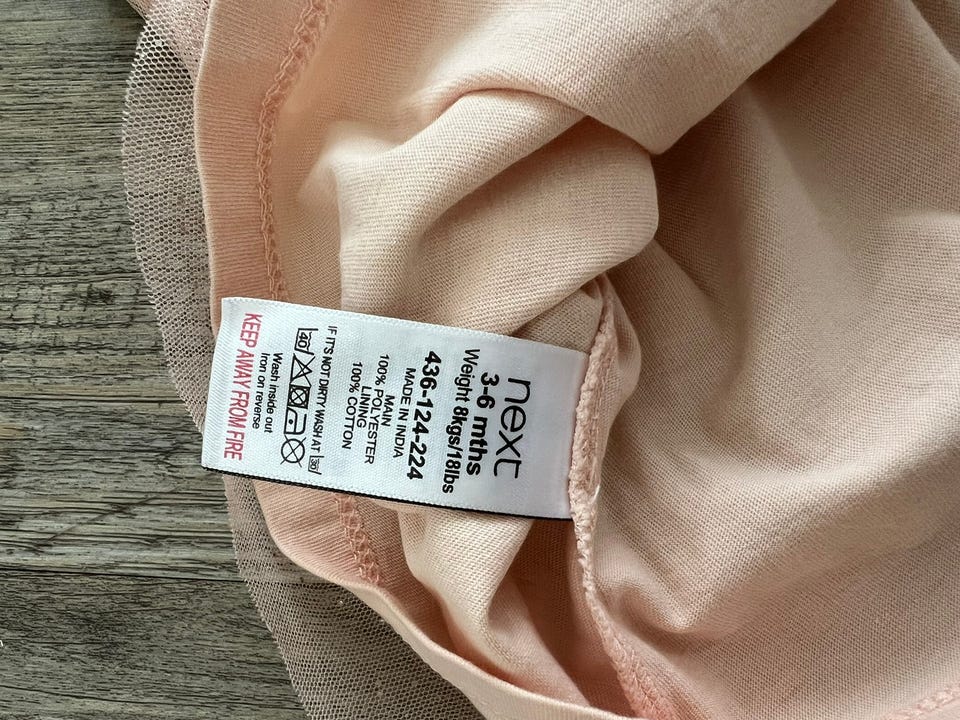 next
3-6 mths
Weight 8kgs/18lbs
436-124-224
MADE IN INDIA
MAIN
100% POLYESTER
LINING
100% COTTON
IF IT'S NOT DIRTY WASH AT 30
40
Wash inside out
Iron on reverse
KEEP AWAY FROM FIRE